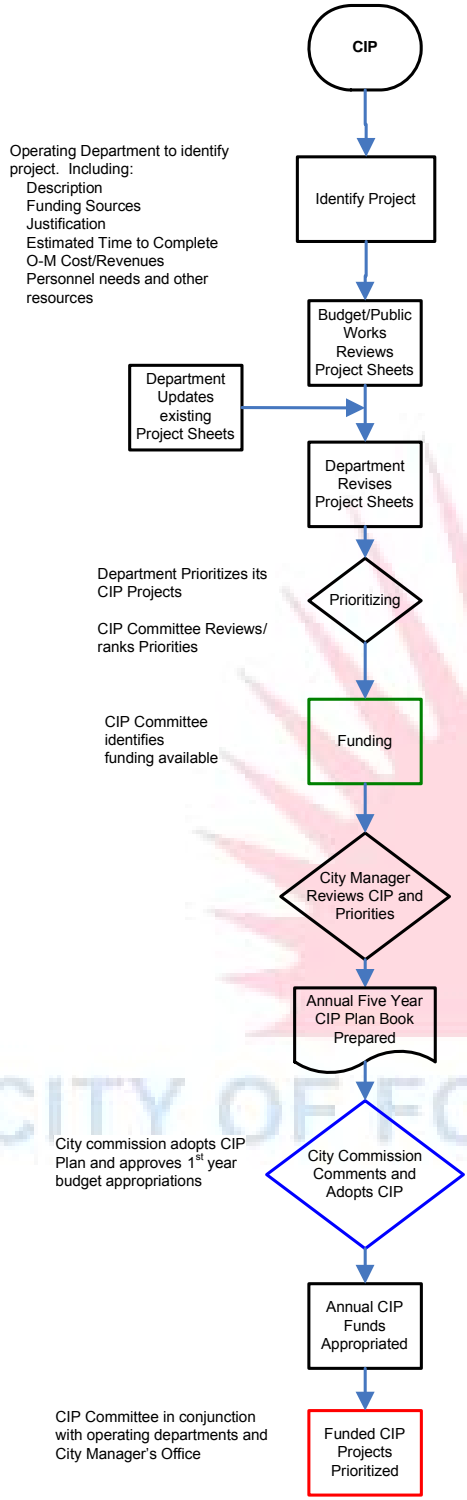 CIP
Operating Department to identify
project. Including:
Description
Funding Sources
Justification
Estimated Time to Complete
O-M Cost/Revenues
Personnel needs and other
resources
Identify Project
Budget/Public
Works
Reviews
Project Sheets
Department
Updates
existing
Project Sheets
Department
Revises
Project Sheets
Department Prioritizes its
CIP Projects
CIP Committee Reviews/
ranks Priorities
Prioritizing
CIP Committee
identifies
funding available
Funding
City Manager
Reviews CIP and
Priorities
Annual Five Year
CIP Plan Book
Prepared
CITY OF FO
City commission adopts CIP
Plan and approves 1st year
budget appropriations
City Commission
Comments and
Adopts CIP
Annual CIP
Funds
Appropriated
CIP Committee in conjunction
with operating departments and
City Manager's Office
Funded CIP
Projects
Prioritized